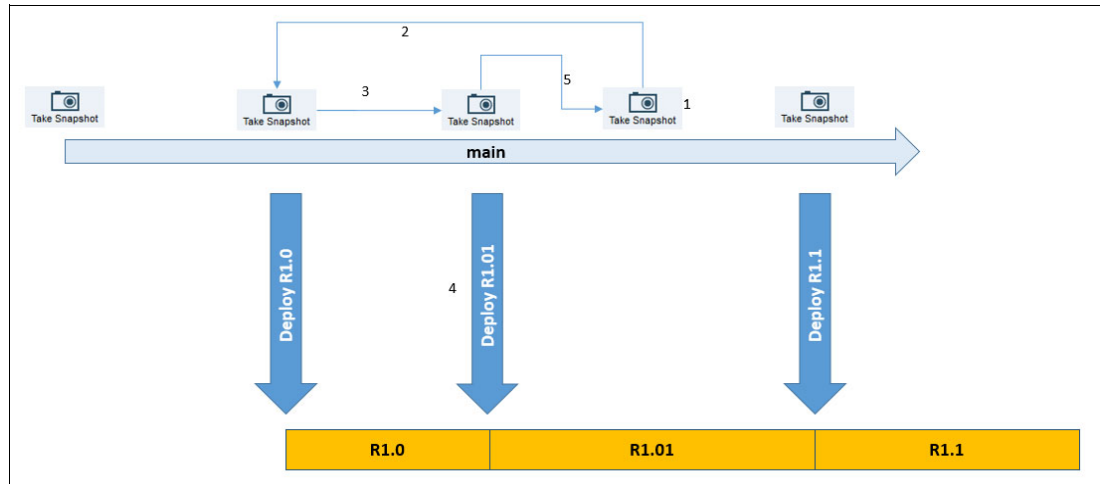 2
3
5
1
Take Snapshot
Take Snapshot
Take Snapshot
Take Snapshot
Take Snapshot
main
Deploy R1.0
4
Deploy R1.01
Deploy R1.1
R1.0
R1.01
R1.1